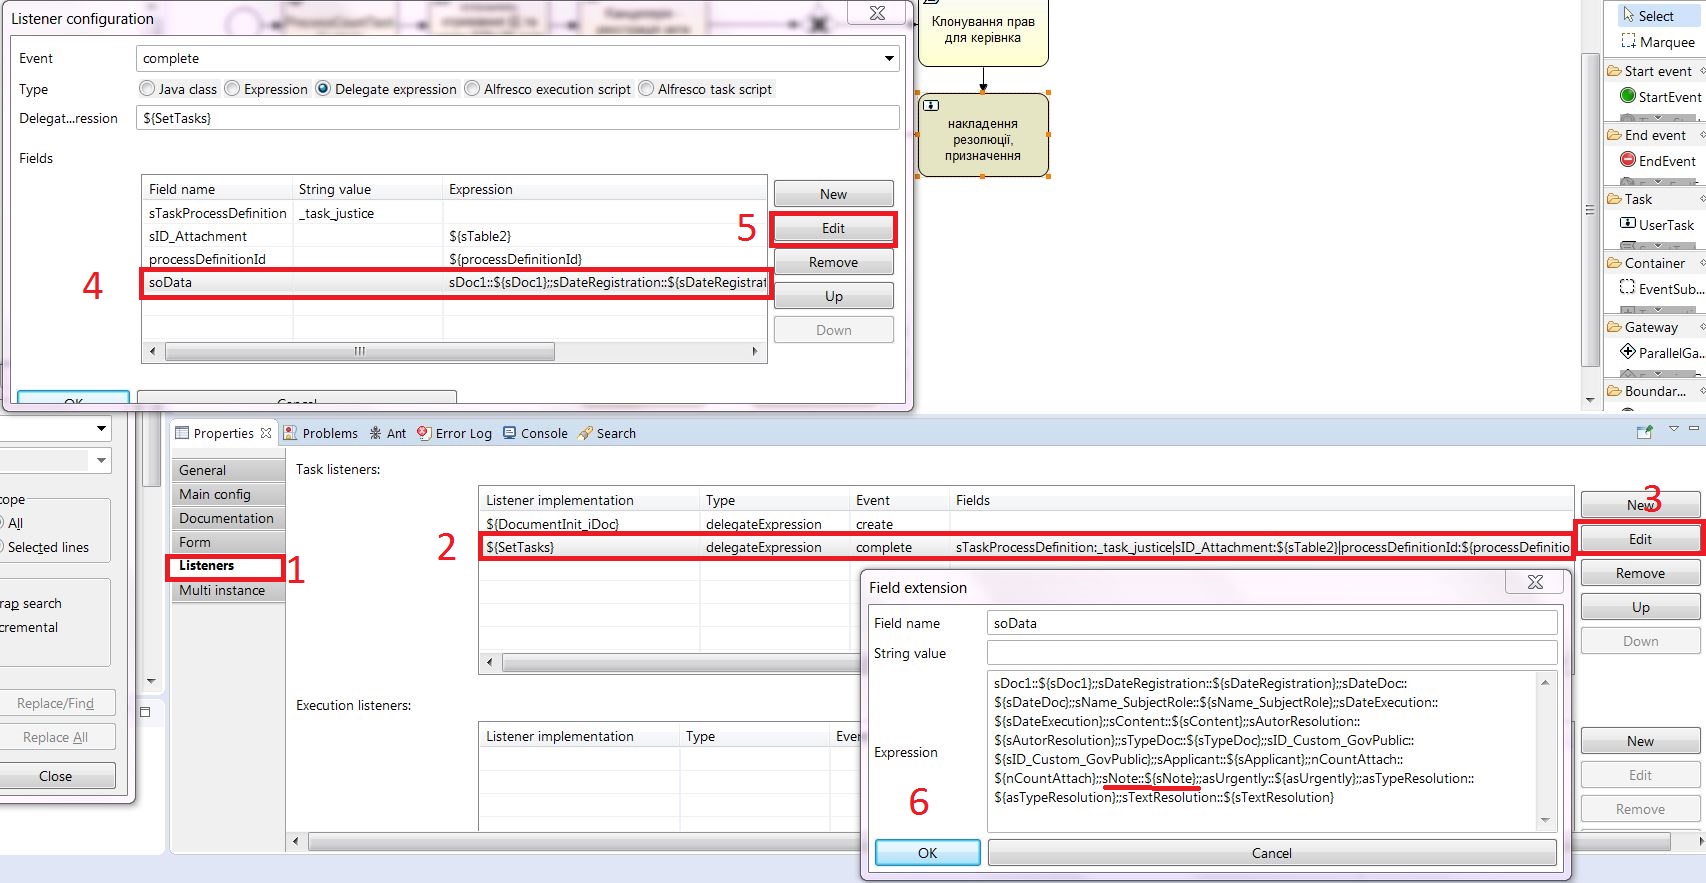 Listener configuration
Event
complete
Type
Java class
Expression
Delegate expression
Alfresco execution script
Alfresco task script
Delegat...ression
${SetTasks}
Fields
Field name String value Expression
sTaskProcessDefinition _task_justice
sID_Attachment ${sTable2}
processDefinitionId ${processDefinitionId}
soData sDoc1::${sDoc1};;sDateRegistration::${sDateRegistrat
New
Edit
Remove
Up
Down
4
5
OK
Cancel
Клонування прав
для керівнка
накладення
резолюції,
призначення
Select
Marquee
Start event
StartEvent
End event
EndEvent
Task
UserTask
Container
EventSub...
Gateway
ParallelGa...
Boundar...
cope
All
Selected lines
rap search
cremental
Replace/Find
Replace All
Close
Properties
Problems
Ant
Error Log
Console
Search
General
Main config
Documentation
Form
Listeners
Multi instance
1
Task listeners:
Listener implementation Type Event Fields
${DocumentInit_iDoc} delegateExpression create
${SetTasks} delegateExpression complete sTaskProcessDefinition:_task_justice|sID_Attachment:${sTable2}|processDefinitionId:${processDefinitio
2
3
New
Edit
Remove
Up
Down
Execution listeners:
Listener implementation Type Ever
New
Edit
Remove
Field extension
Field name
soData
String value
Expression
sDoc1::${sDoc1};;sDateRegistration::${sDateRegistration};;sDateDoc::
${sDateDoc};;sName_SubjectRole::${sName_SubjectRole};;sDateExecution::
${sDateExecution};;sContent::${sContent};;sAutorResolution::
${sAutorResolution};;sTypeDoc::${sTypeDoc};;sID_Custom_GovPublic::
${sID_Custom_GovPublic};;sApplicant::${sApplicant};;nCountAttach::
${nCountAttach};;sNote::${sNote};;asUrgently::${asUrgently};;asTypeResolution::
${asTypeResolution};;sTextResolution::${sTextResolution}
6
OK
Cancel